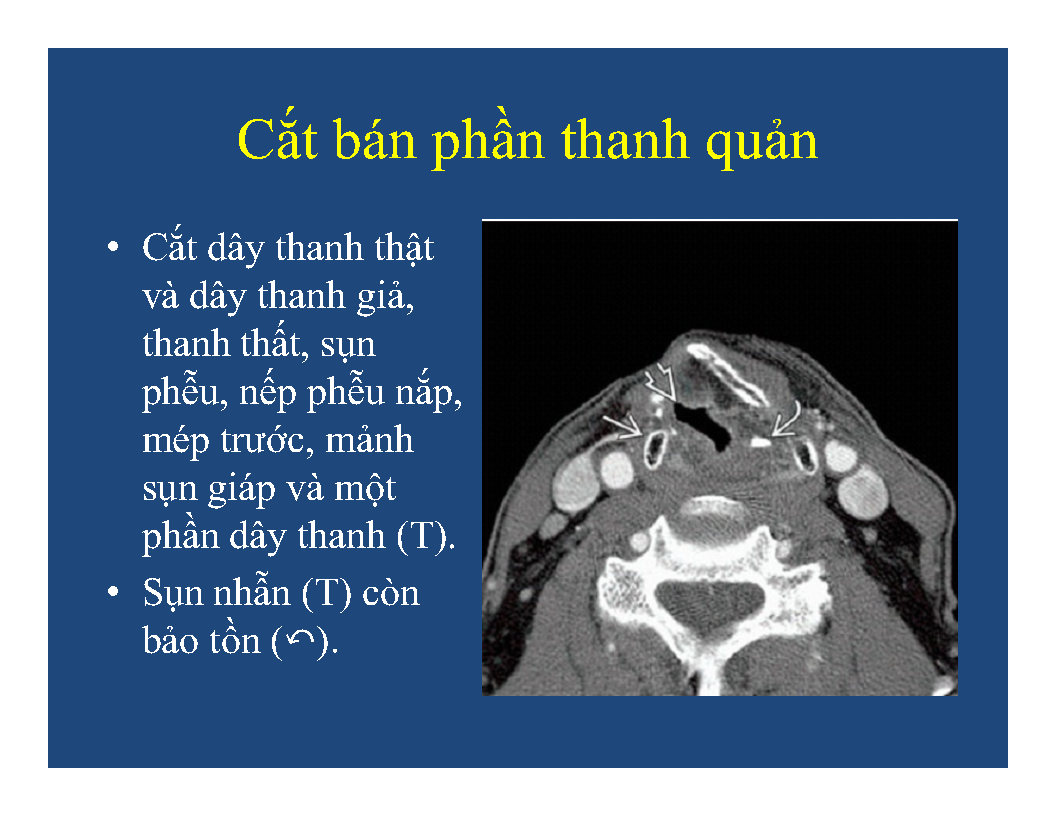 Cắt bán phần thanh quản
• Cắt dây thanh thật
và dây thanh giả,
thanh thất, sụn
phễu, nếp phễu nắp,
mép trước, mảnh
sụn giáp và một
phần dây thanh (T).
• Sụn nhẫn (T) còn
bảo tồn (↶).